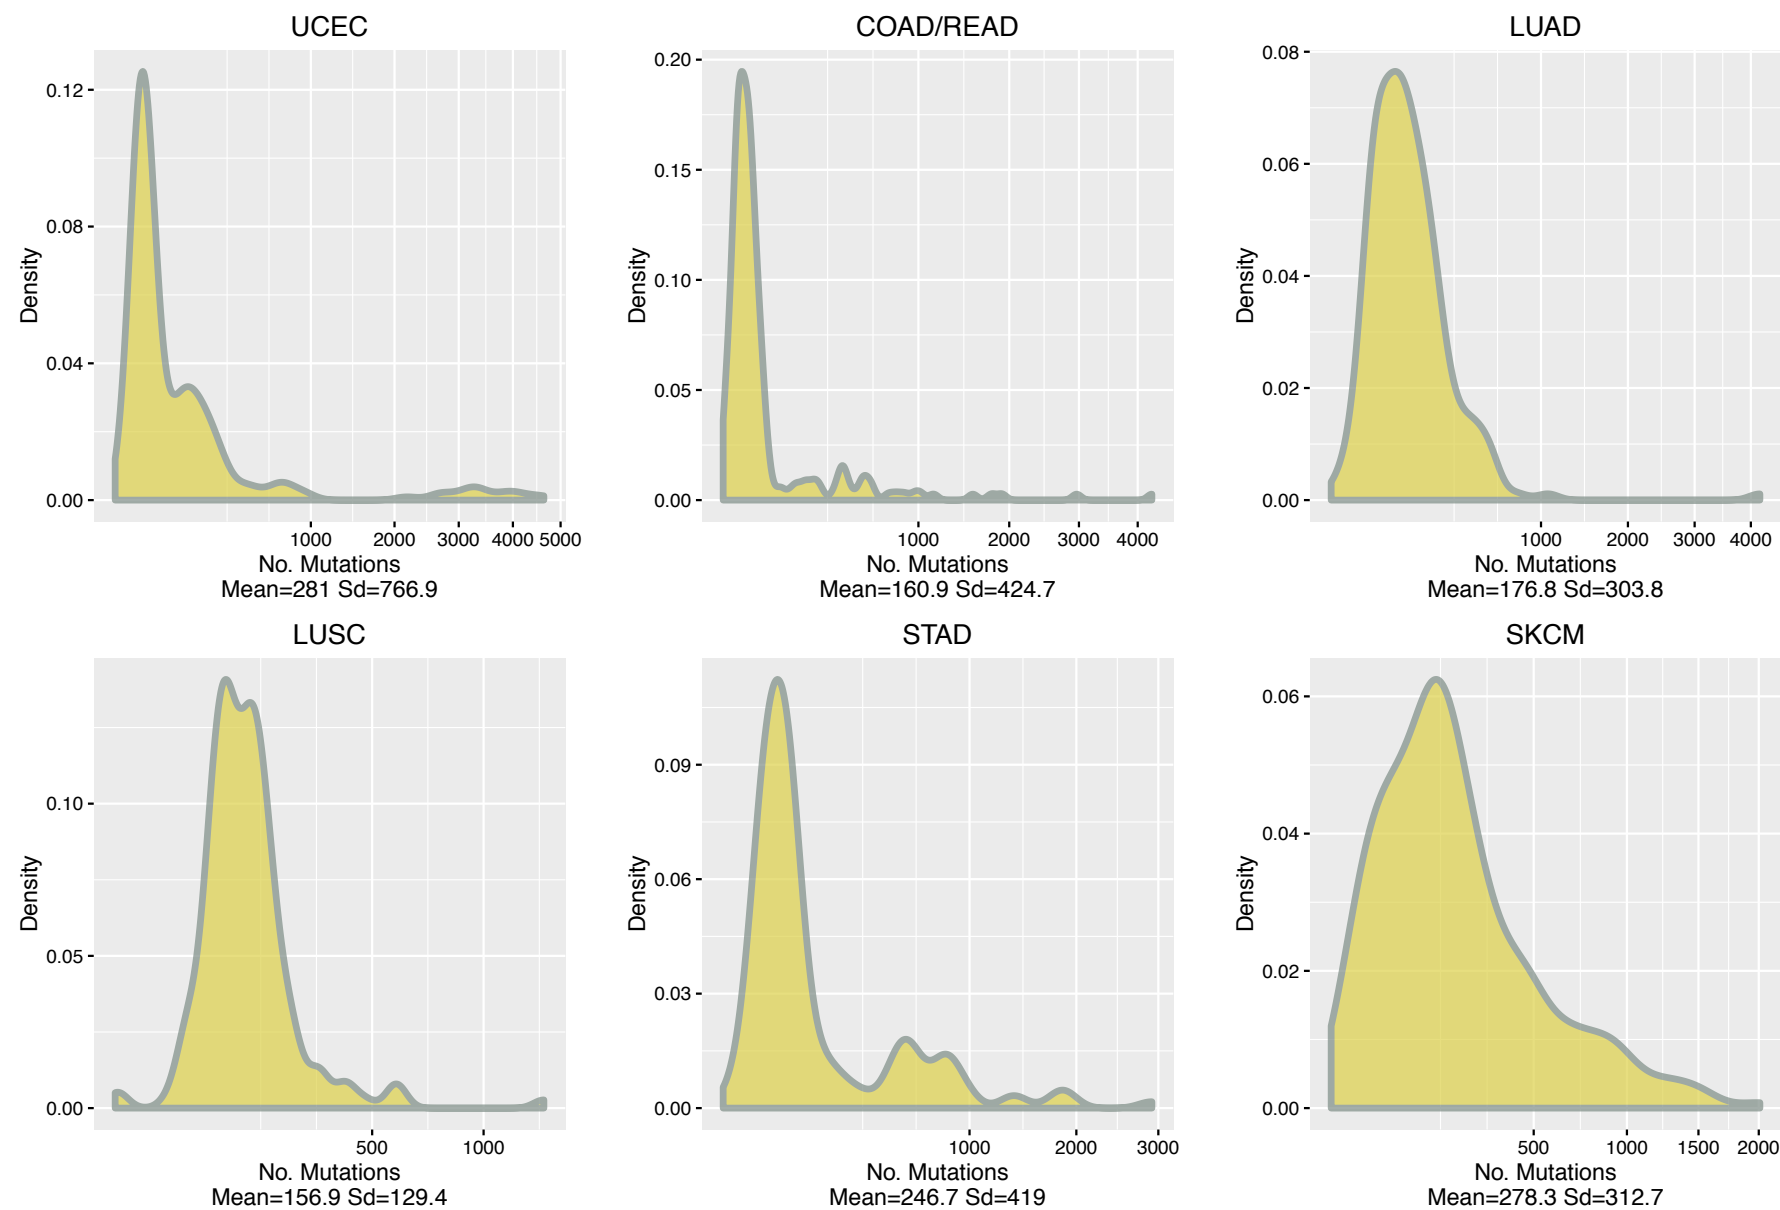 UCEC
0.12
0.08
0.04
0.00
Density
1000 2000 3000 4000 5000
No. Mutations
Mean=281 Sd=766.9
COAD/READ
0.20
0.15
0.10
0.05
0.00
Density
1000 2000 3000 4000
No. Mutations
Mean=160.9 Sd=424.7
LUAD
0.08
0.06
0.04
0.02
0.00
Density
1000 2000 3000 4000
No. Mutations
Mean=176.8 Sd=303.8
LUSC
0.10
0.05
0.00
Density
500 1000
No. Mutations
Mean=156.9 Sd=129.4
STAD
0.09
0.06
0.03
0.00
Density
1000 2000 3000
No. Mutations
Mean=246.7 Sd=419
SKCM
0.06
0.04
0.02
0.00
Density
500 1000 1500 2000
No. Mutations
Mean=278.3 Sd=312.7